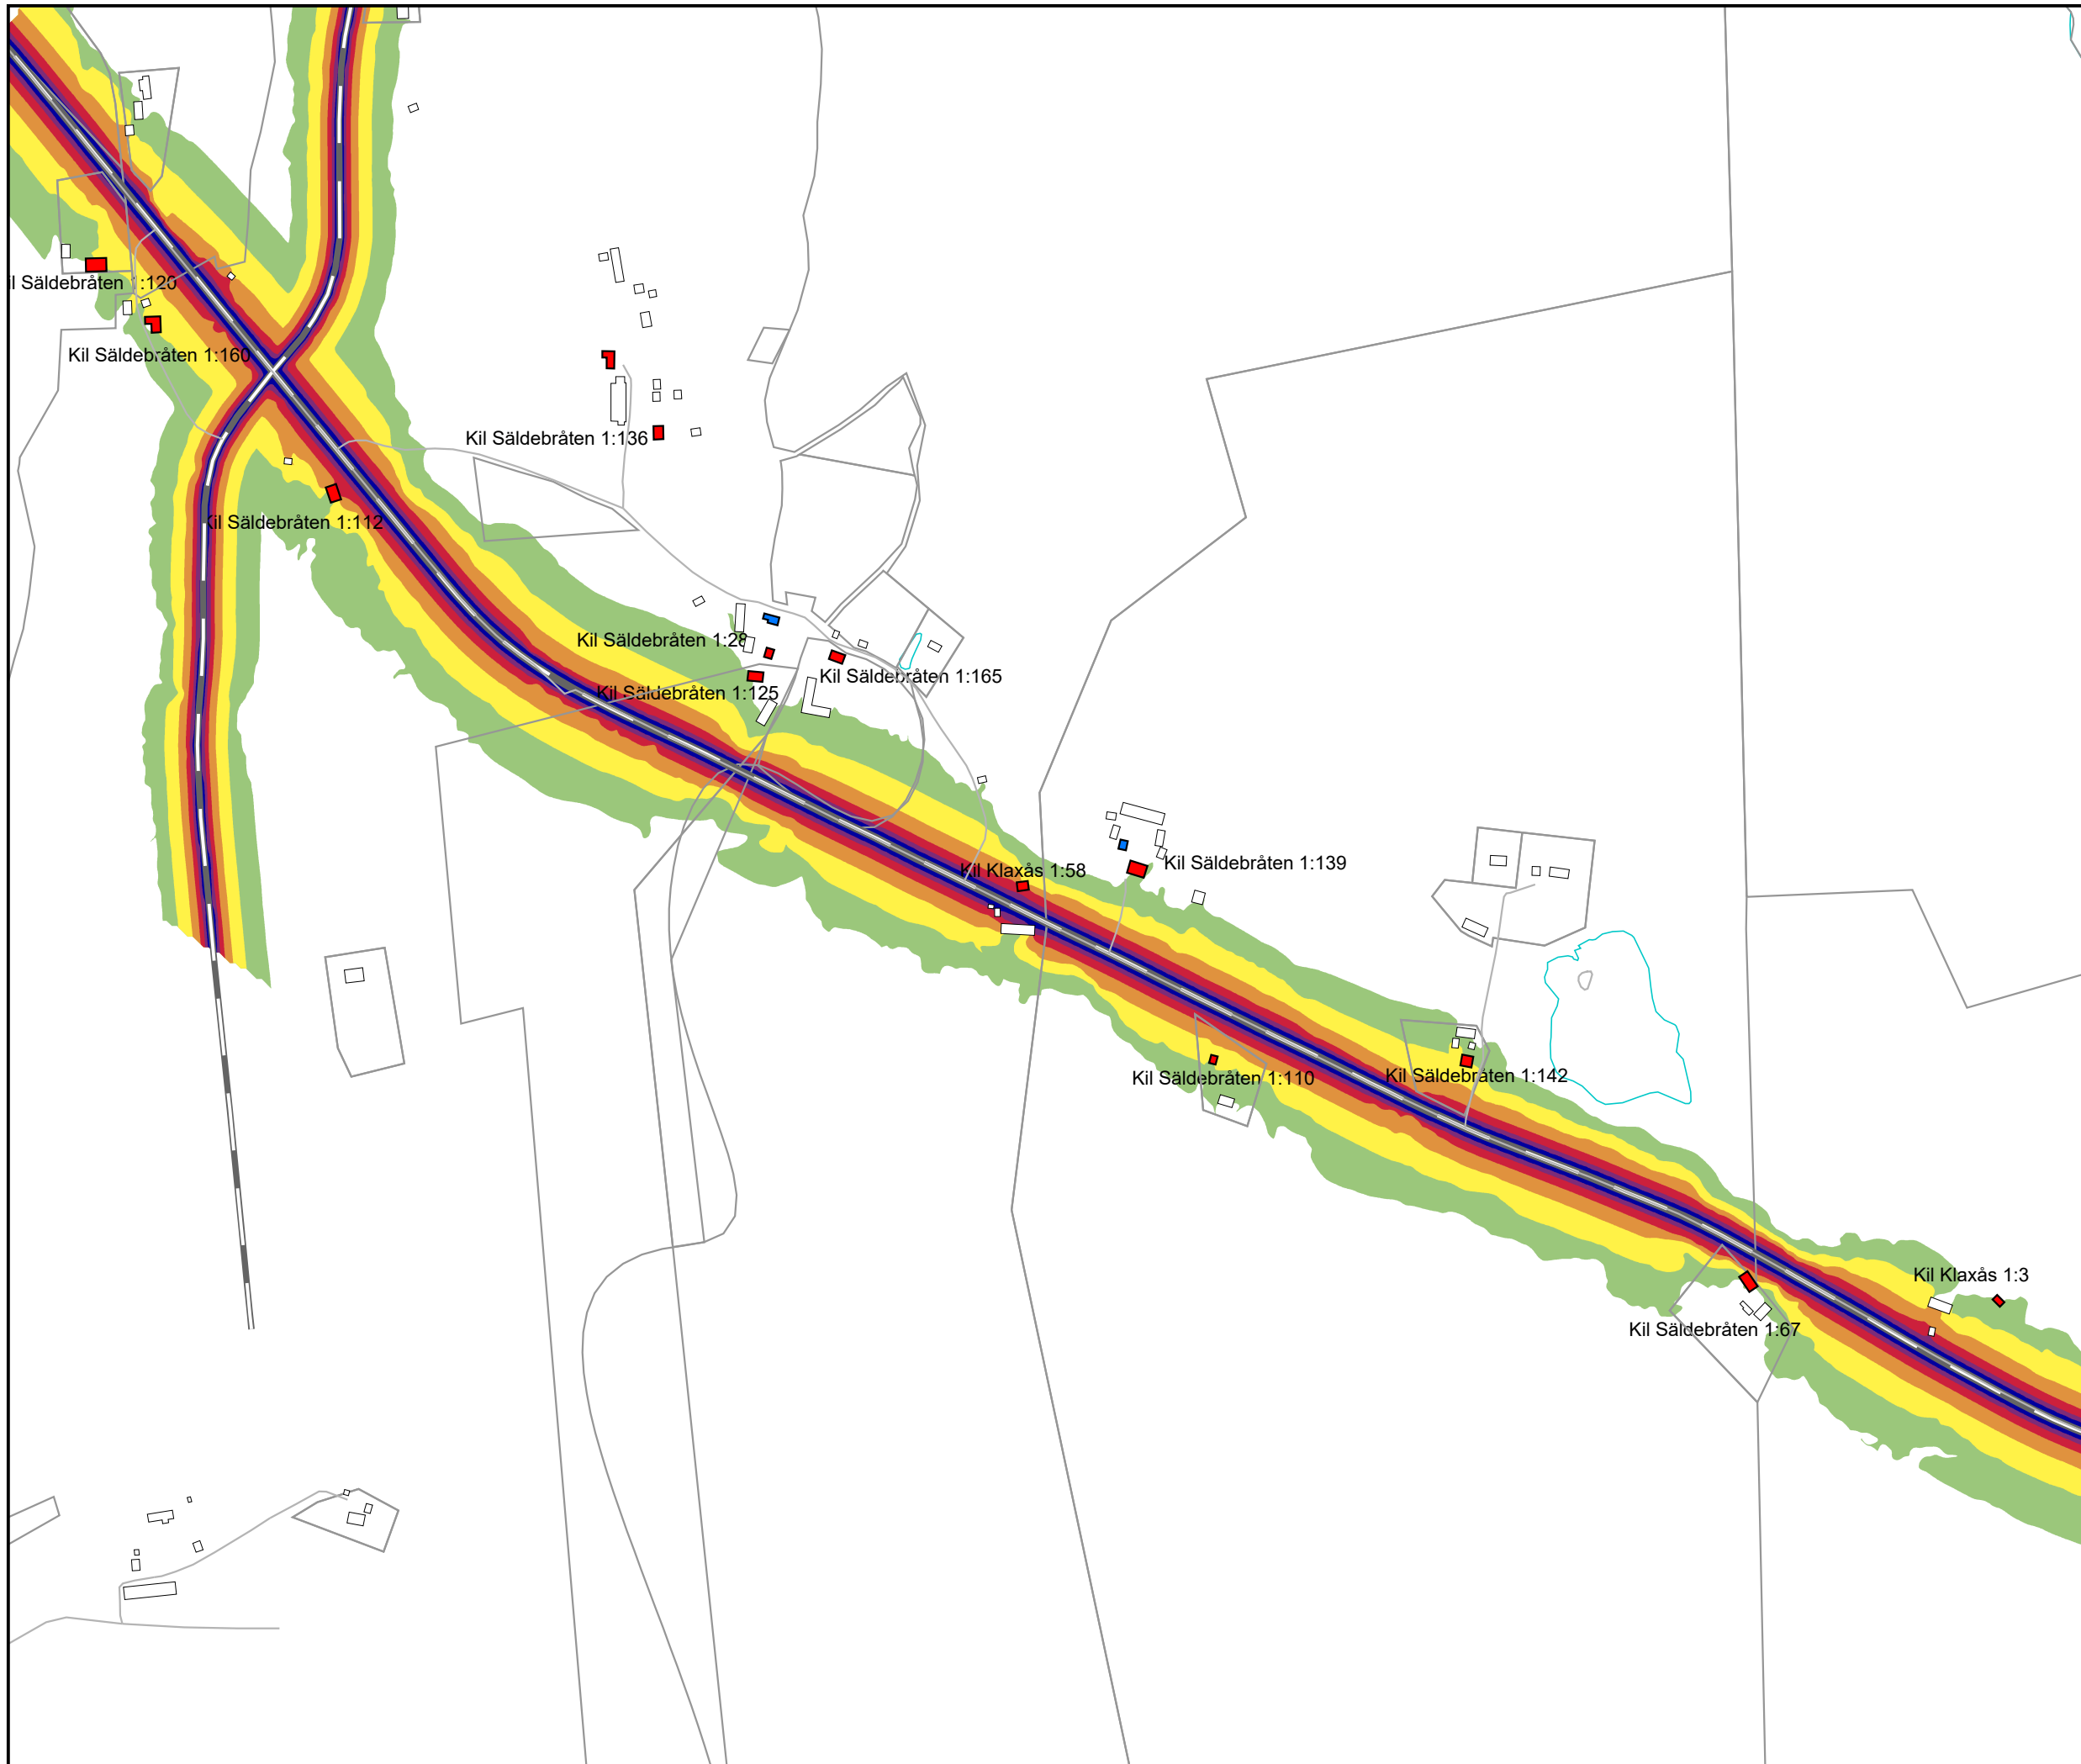 il Säldebråten 1:120
Kil Säldebråten 1:160
Kil Säldebråten 1:136
Kil Säldebråten 1:112
Kil Säldebråten 1:28
Kil Säldebråten 1:165
Kil Säldebråten 1:125
Kil Säldebråten 1:139
Kil Klaxås 1:58
Kil Säldebråten 1:110
Kil Säldebråten 1:142
Kil Klaxås 1:3
Kil Säldebråten 1:67